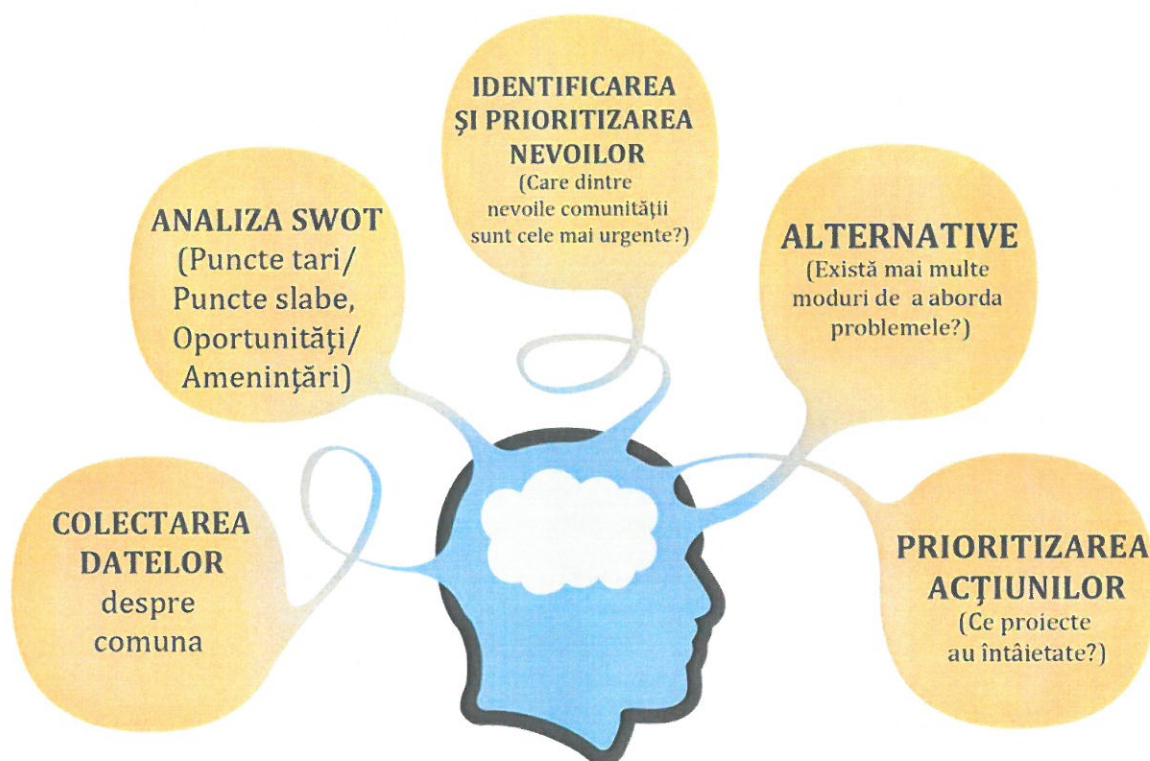 COLECTAREA
DATELOR
despre
comuna
ANALIZA SWOT
(Puncte tari/
Puncte slabe,
Oportunităţi/
Ameninţări)
IDENTIFICAREA
ŞI PRIORITIZAREA
NEVOILOR
(Care dintre
nevoile comunităţii
sunt cele mai urgente?)
ALTERNATIVE
(Există mai multe
moduri de a aborda
problemele?)
PRIORITIZAREA
ACŢIUNILOR
(Ce proiecte
au întâietate?)